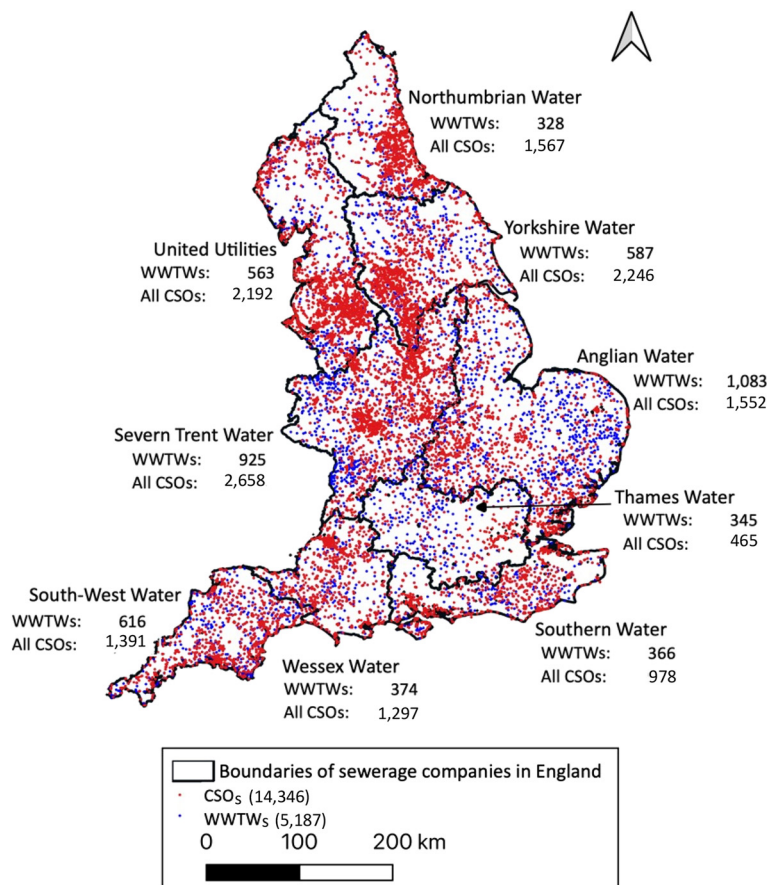 Northumbrian Water
WWTWs: 328
All CSOs: 1,567
Yorkshire Water
WWTWs: 587
All CSOs: 2,246
United Utilities
WWTWs: 563
All CSOs: 2,192
Anglian Water
WWTWs: 1,083
All CSOs: 1,552
Severn Trent Water
WWTWs: 925
All CSOs: 2,658
Thames Water
WWTWs: 345
All CSOs: 465
South-West Water
WWTWs: 616
All CSOs: 1,391
Southern Water
WWTWs: 366
All CSOs: 978
Wessex Water
WWTWs: 374
All CSOs: 1,297
Boundaries of sewerage companies in England
CSOs (14,346)
WWTWs (5,187)
0 100 200 km